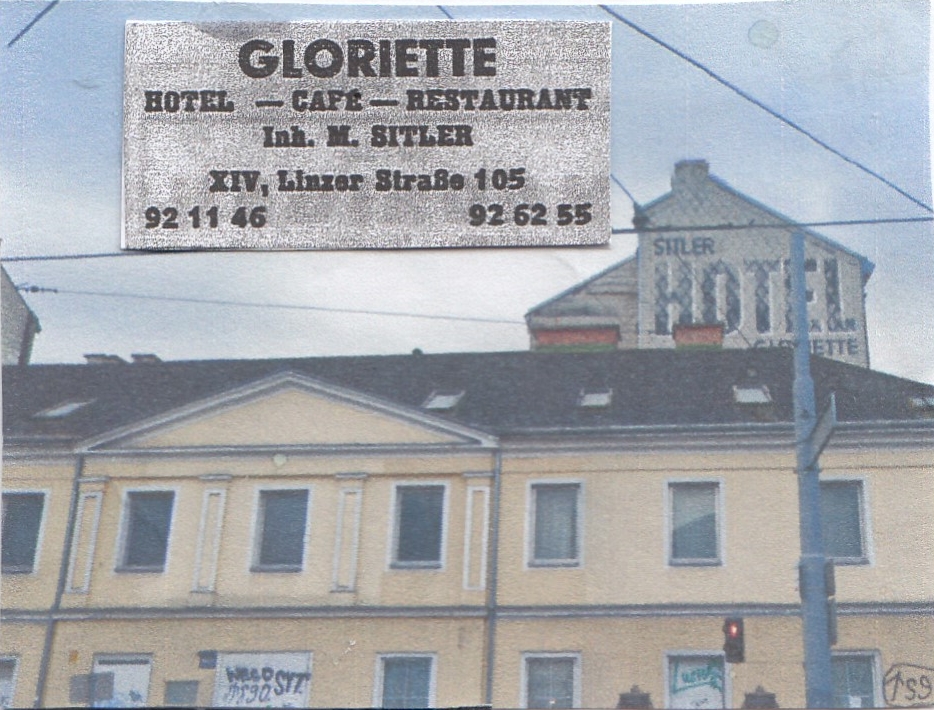 GLORIETTE
HOTEL — CAFE — RESTAURANT
Inh. M. SITLER
XIV, Linzer Straße 105
92 11 46 92 62 55
SITLER
HOTEL
GLORIETTE